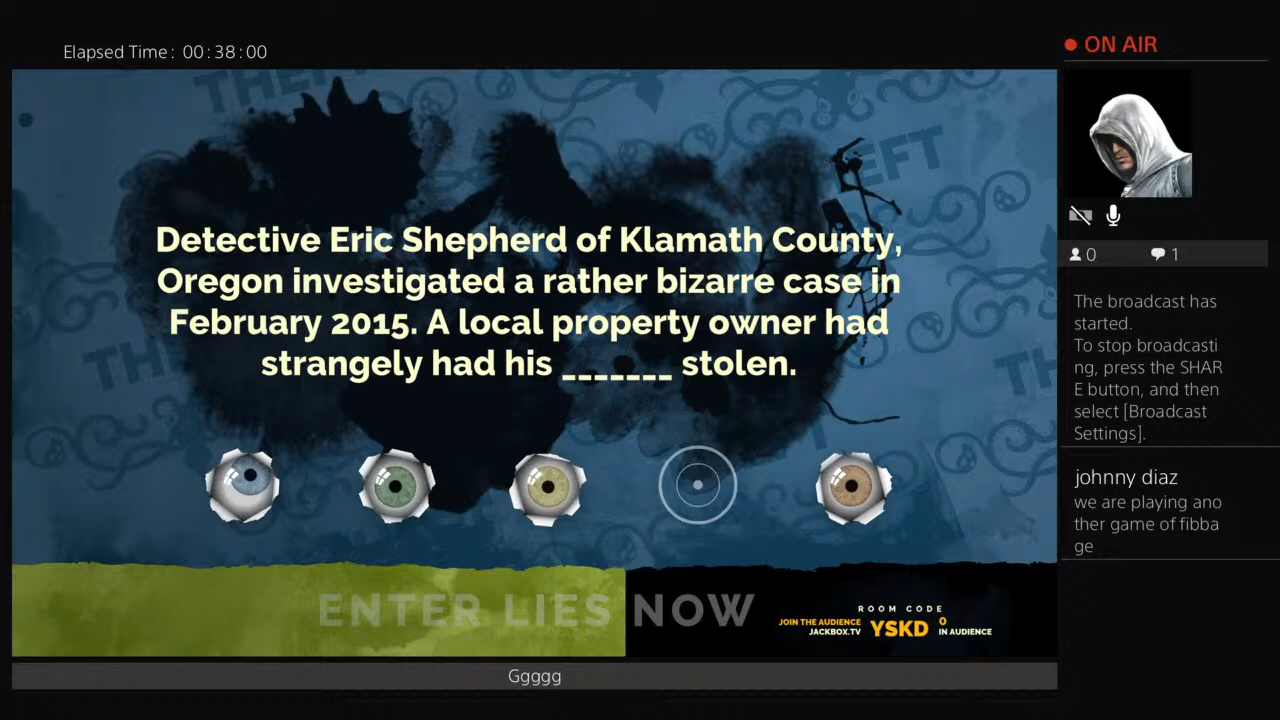 Elapsed Time: 00:38:00
ON AIR
THEFT
THEFT
Detective Eric Shepherd of Klamath County,
Oregon investigated a rather bizarre case in
February 2015. A local property owner had
strangely had his _______ stolen.
0
1
The broadcast has
started.
To stop broadcasti
ng, press the SHAR
E button, and then
select [Broadcast
Settings].
johnny diaz
we are playing ano
ther game of fibba
ge
ENTER LIES NOW
ROOM CODE
JOIN THE AUDIENCE
JACKBOX.TV
YSKD
0
IN AUDIENCE
Ggggg